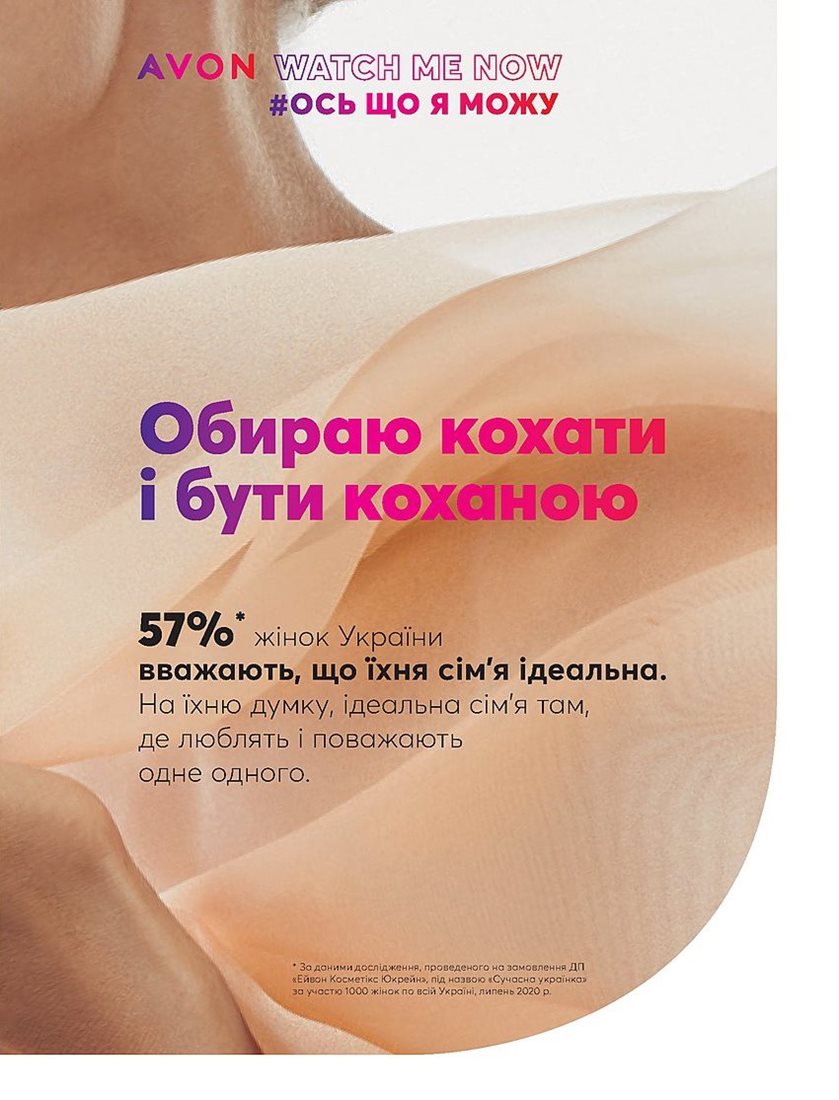 AVON WATCH ME NOW
#ОСЬ ЩО Я МОЖУ
Обираю кохати
і бути коханою
57%* жінок України
вважають, що їхня сім’я ідеальна.
На їхню думку, ідеальна сім’я там,
де люблять і поважають
одне одного.
* За даними дослідження, проведеного на замовлення ДП
«Ейвон Косметікс Юкрейн», під назвою «Сучасна українка»
за участю 1000 жінок по всій Україні, липень 2020 р.